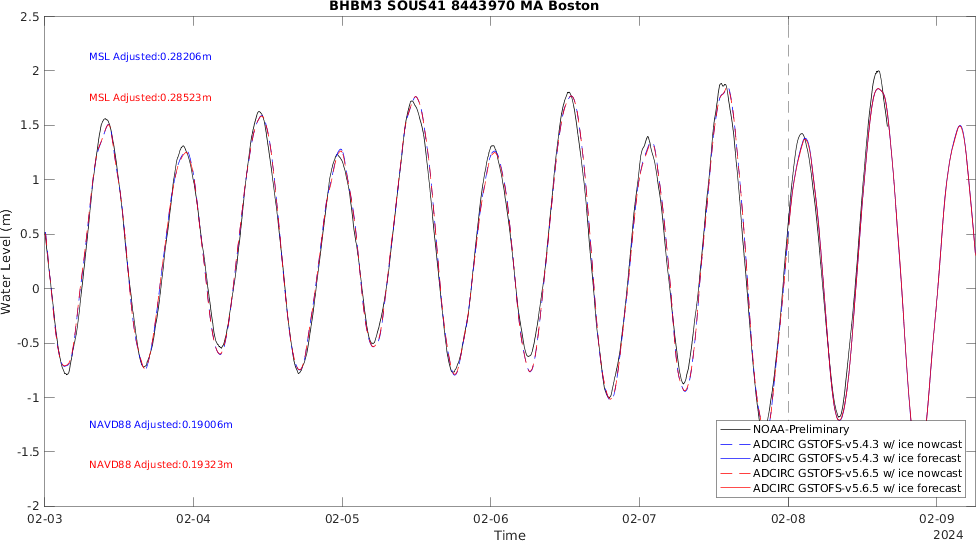 BHBM3 SOUS41 8443970 MA Boston
2.5
2
1.5
1
0.5
0
-0.5
-1
-1.5
-2
Water Level (m)
MSL Adjusted:0.28206m
MSL Adjusted:0.28523m
NAVD88 Adjusted:0.19006m
NAVD88 Adjusted:0.19323m
NOAA-Preliminary
ADCIRC GSTOFS-v5.4.3 w/ ice nowcast
ADCIRC GSTOFS-v5.4.3 w/ ice forecast
ADCIRC GSTOFS-v5.6.5 w/ ice nowcast
ADCIRC GSTOFS-v5.6.5 w/ ice forecast
02-03 02-04 02-05 02-06 02-07 02-08 02-09
Time
2024